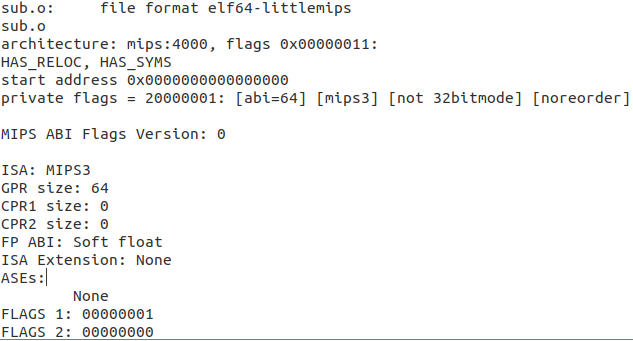 sub.o:     file format elf64-littlemips
sub.o
architecture: mips:4000, flags 0x00000011:
HAS_RELOC, HAS_SYMS
start address 0x0000000000000000
private flags = 20000001: [abi=64] [mips3] [not 32bitmode] [noreorder]

MIPS ABI Flags Version: 0

ISA: MIPS3
GPR size: 64
CPR1 size: 0
CPR2 size: 0
FP ABI: Soft float
ISA Extension: None
ASEs:
        None
FLAGS 1: 00000001
FLAGS 2: 00000000